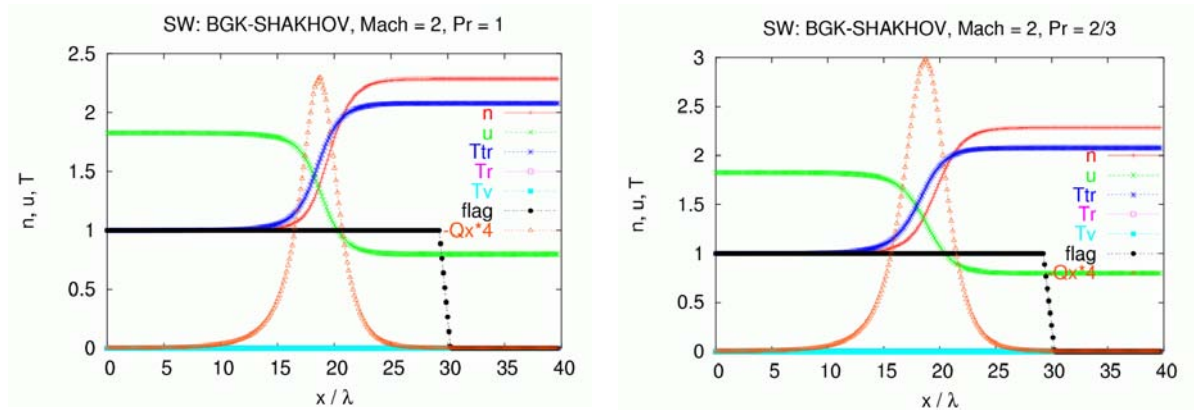 SW: BGK-SHAKHOV, Mach = 2, Pr = 1
2.5
2
1.5
1
0.5
0
n, u, T
n
u
Ttr
Tr
Tv
flag
-Qx*4
0 5 10 15 20 25 30 35 40
x / λ
SW: BGK-SHAKHOV, Mach = 2, Pr = 2/3
3
2.5
2
1.5
1
0.5
0
n, u, T
n
u
Ttr
Tr
Tv
flag
-Qx*4
0 5 10 15 20 25 30 35 40
x / λ